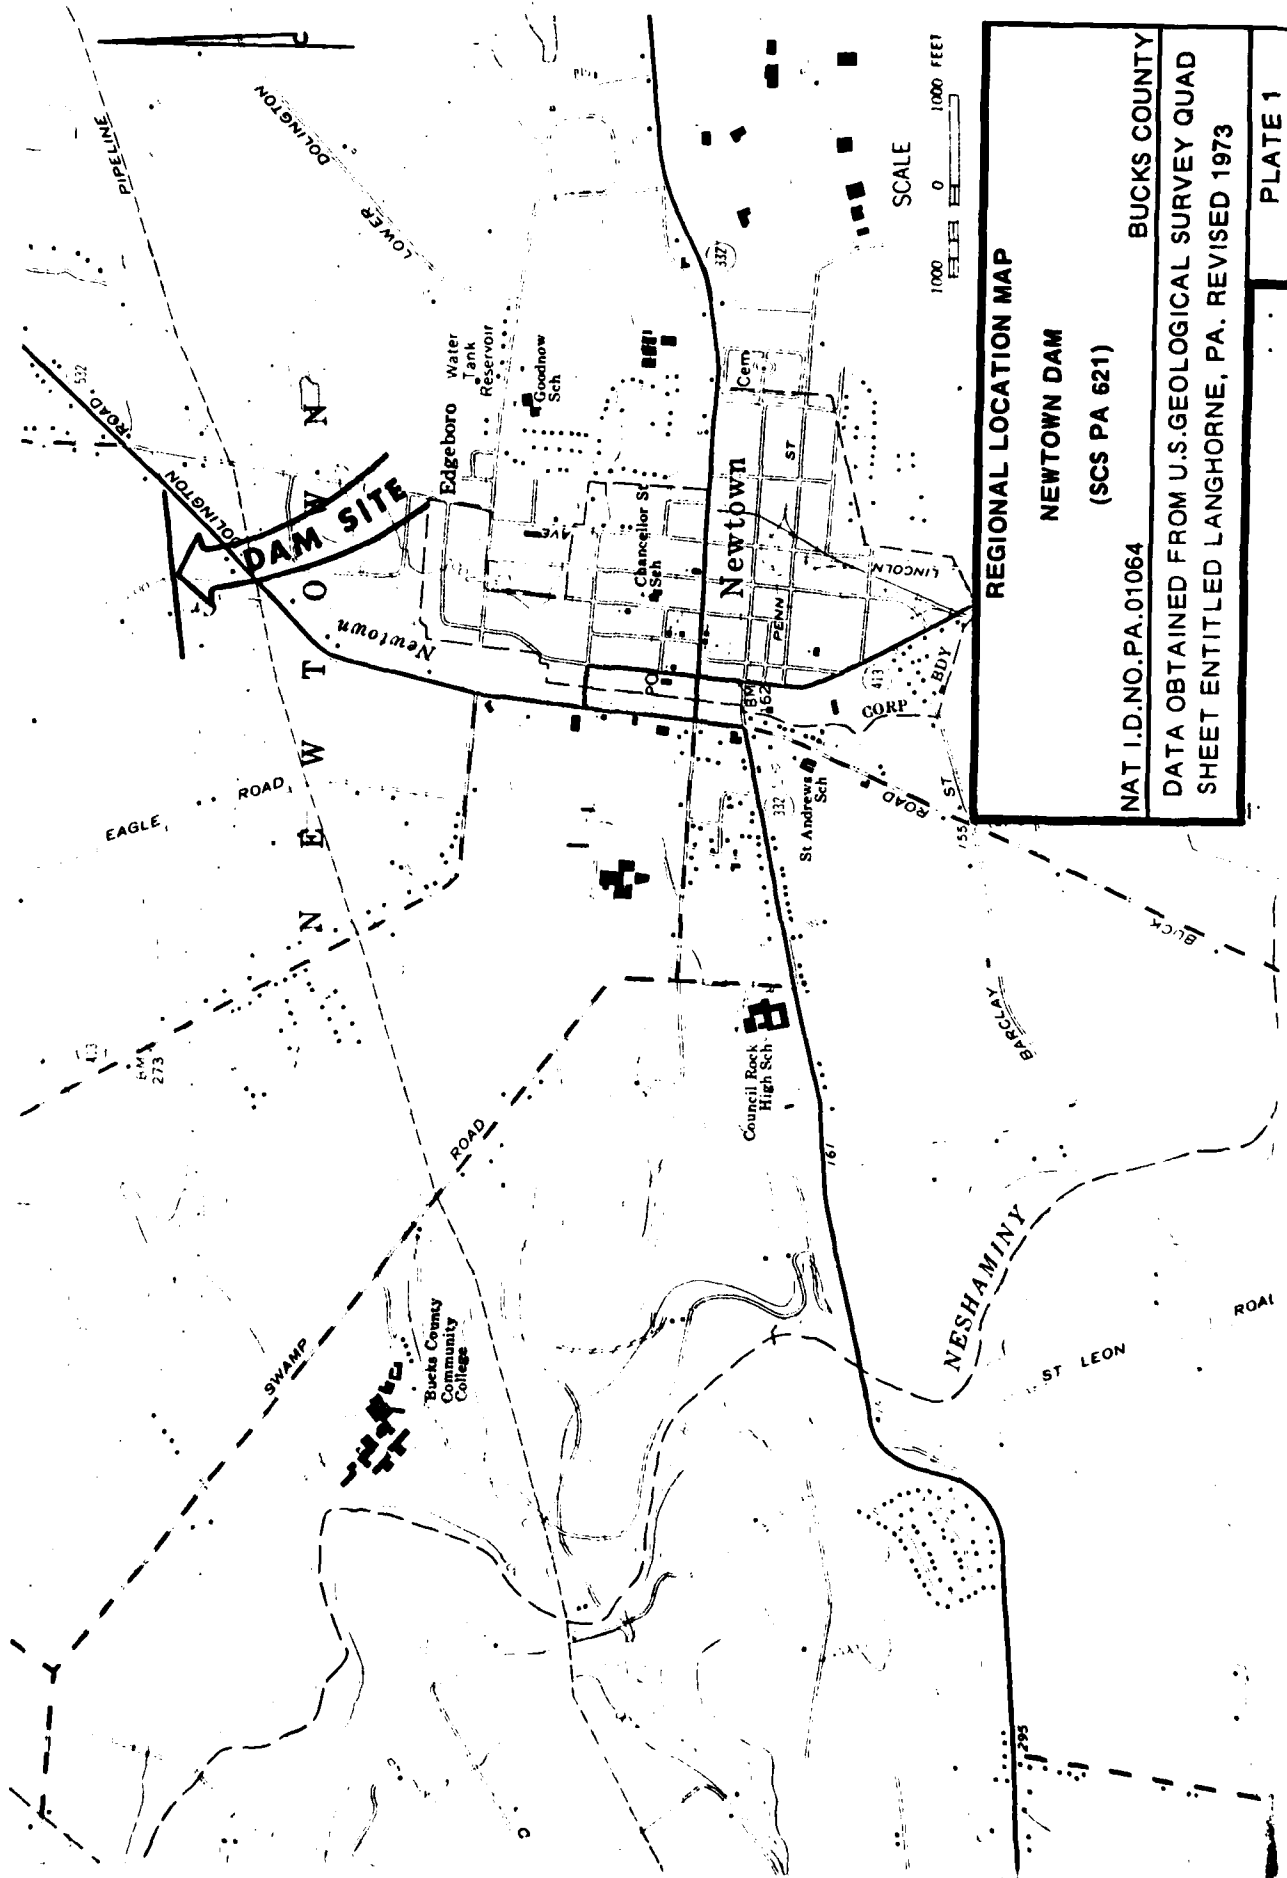 PIPELINE
DOLINGTON
LOWER
532
DOLINGTON
ROAD
DAM SITE
NEWTOWN
Newtown
Edgeboro
Water
Tank
Reservoir
Goodnow
Sch
AVE
Chancellor St
Sch
Newtown
332
Cem
ST
PENN
LINCOLN
PO
BM
162
413
CORP
BDY
EAGLE
ROAD
332
St Andrews
Sch
ROAD
ST
155
BUCK
BARCLAY
413
BM
273
Council Rock
High Sch
161
ROAD
SWAMP
Bucks County
Community
College
NESHAMINY
ST LEON
ROAD
295
SCALE
1000 0 1000 FEET
REGIONAL LOCATION MAP
NEWTOWN DAM
(SCS PA 621)
NAT I.D.NO.PA.01064 BUCKS COUNTY
DATA OBTAINED FROM U.S.GEOLOGICAL SURVEY QUAD
SHEET ENTITLED LANGHORNE, PA. REVISED 1973
PLATE 1